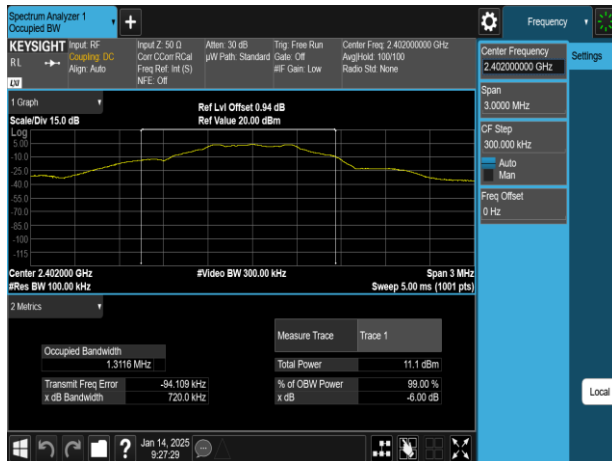 Spectrum Analyzer 1
Occupied BW
Frequency
KEYSIGHT
RL
LXI
Input: RF
Coupling: DC
Align: Auto
Input Z: 50 Ω
Corr CCorr RCal
Freq Ref: Int (S)
NFE: Off
Atten: 30 dB
µW Path: Standard
Trig: Free Run
Gate: Off
#IF Gain: Low
Center Freq: 2.402000000 GHz
Avg|Hold: 100/100
Radio Std: None
Center Frequency
2.402000000 GHz
Settings
Span
3.0000 MHz
CF Step
300.000 kHz
Auto
Man
Freq Offset
0 Hz
Local
1 Graph
Scale/Div 15.0 dB
Ref Lvl Offset 0.94 dB
Ref Value 20.00 dBm
Log
5.00
-10.0
-25.0
-40.0
-55.0
-70.0
-85.0
-100
-115
Center 2.402000 GHz
#Res BW 100.00 kHz
#Video BW 300.00 kHz
Span 3 MHz
Sweep 5.00 ms (1001 pts)
2 Metrics
Measure Trace
Trace 1
Occupied Bandwidth
1.3116 MHz
Total Power
11.1 dBm
Transmit Freq Error
-94.109 kHz
% of OBW Power
99.00 %
x dB Bandwidth
720.0 kHz
x dB
-6.00 dB
?
Jan 14, 2025
9:27:29